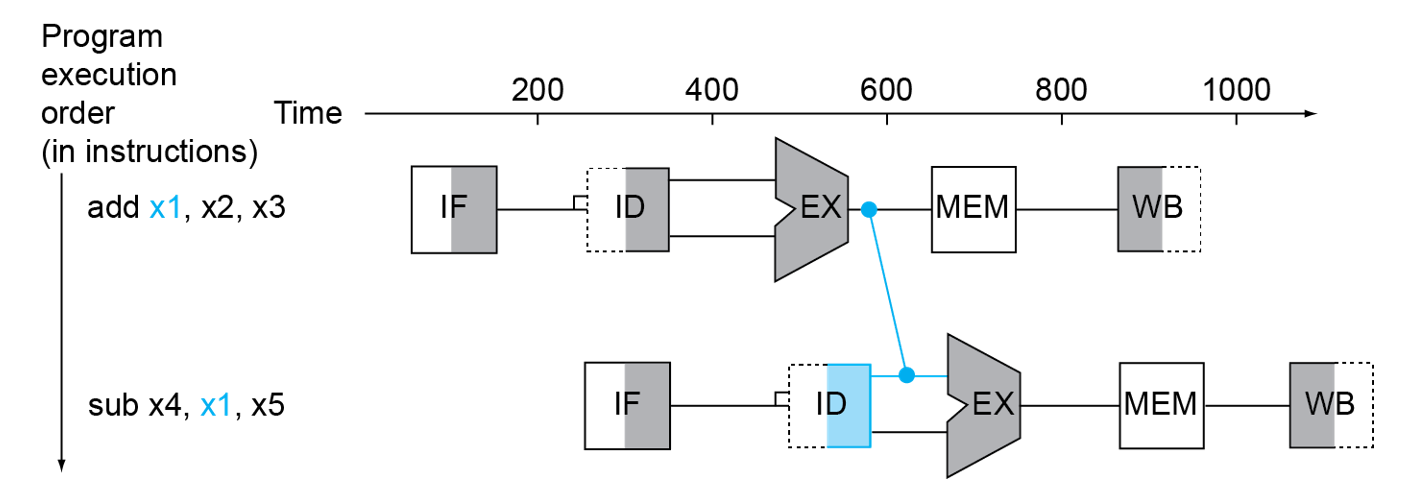 Program
execution
order
(in instructions)
Time
200 400 600 800 1000
add x1, x2, x3
IF ID EX MEM WB
sub x4, x1, x5
IF ID EX MEM WB